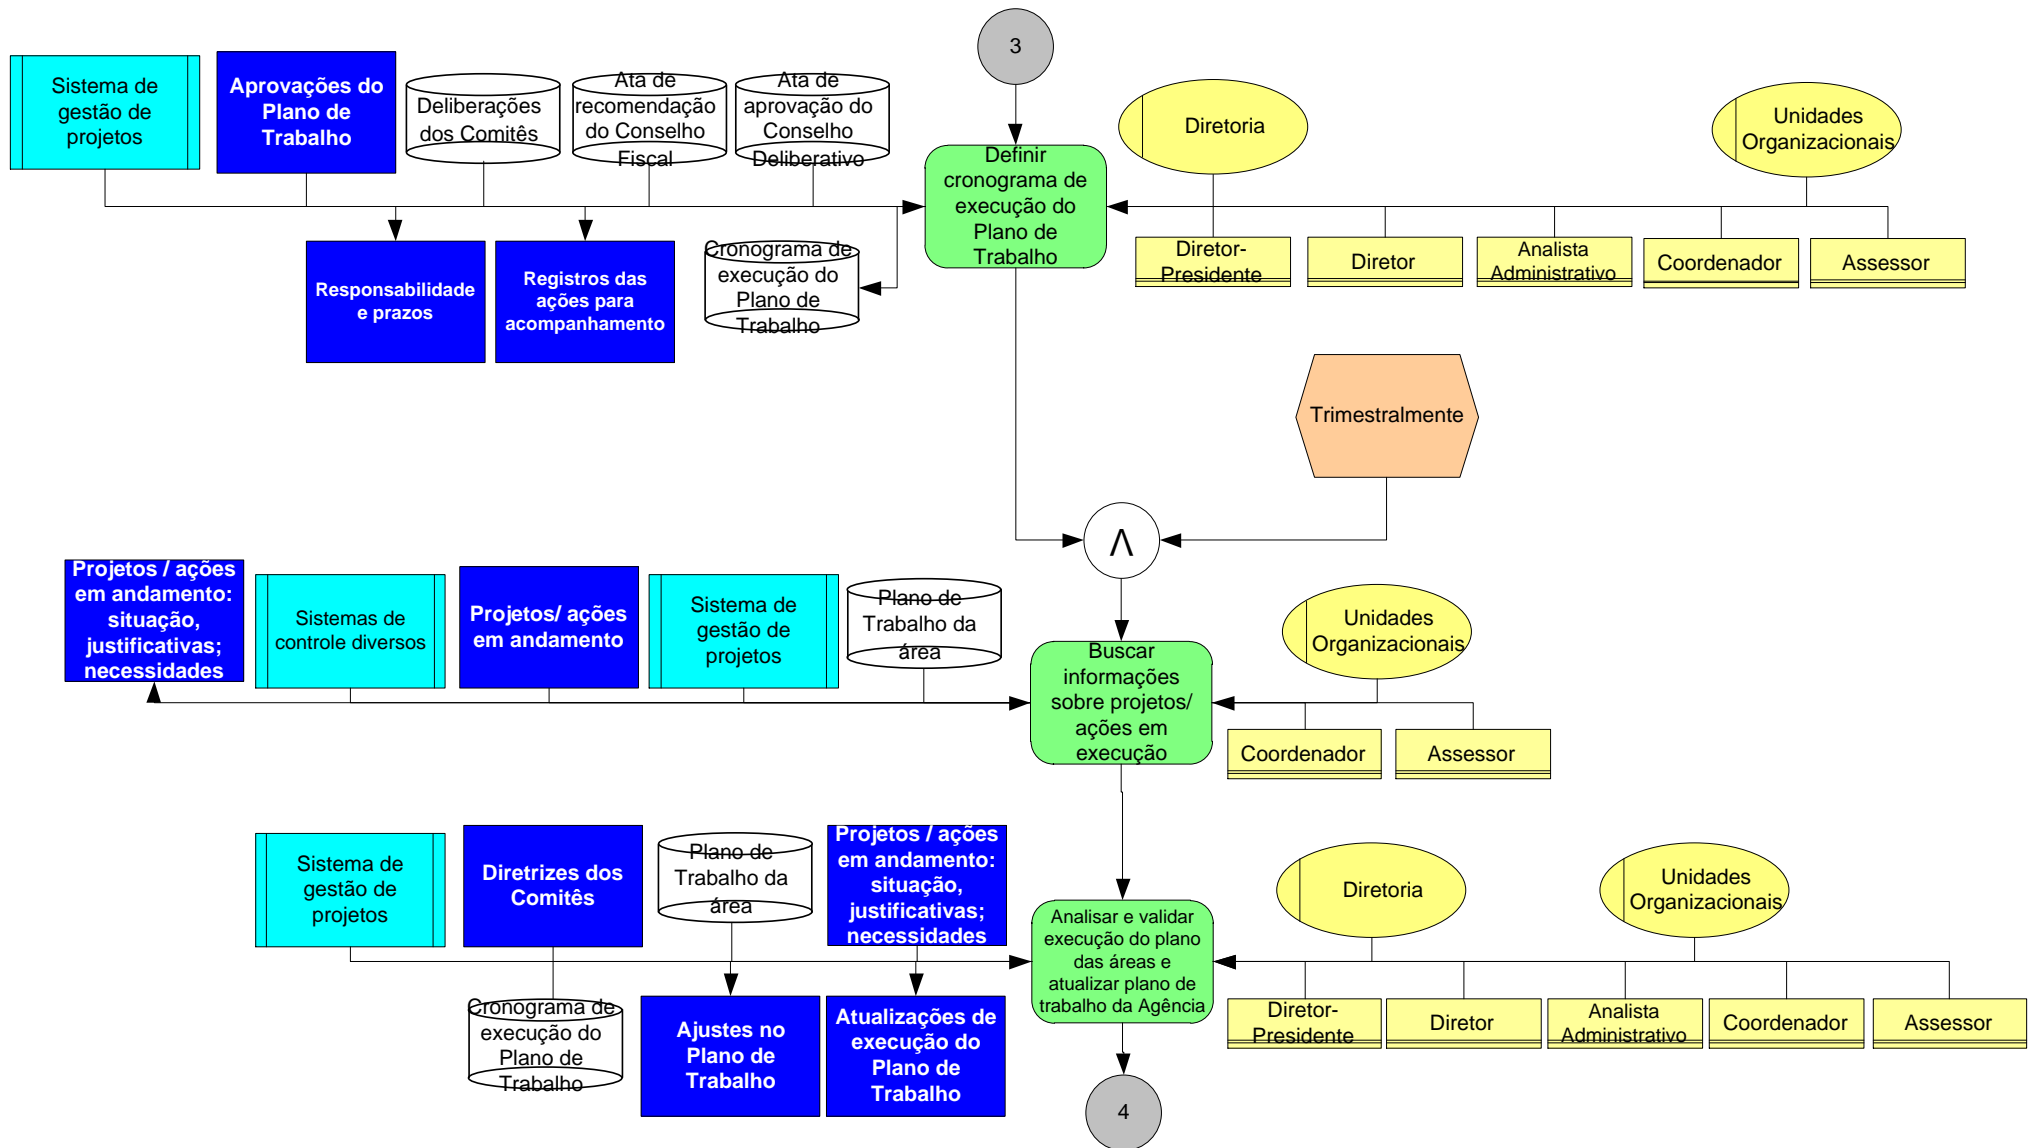 3
Sistema de
gestão de
projetos
Aprovações do
Plano de
Trabalho
Deliberações
dos Comitês
Ata de
recomendação
do Conselho
Fiscal
Ata de
aprovação do
Conselho
Deliberativo
Definir
cronograma de
execução do
Plano de
Trabalho
Diretoria
Unidades
Organizacionais
Responsabilidade
e prazos
Registros das
ações para
acompanhamento
Cronograma de
execução do
Plano de
Trabalho
Diretor-
Presidente
Diretor
Analista
Administrativo
Coordenador
Assessor
Trimestralmente
Λ
Projetos / ações
em andamento:
situação,
justificativas;
necessidades
Sistemas de
controle diversos
Projetos/ ações
em andamento
Sistema de
gestão de
projetos
Plano de
Trabalho da
área
Buscar
informações
sobre projetos/
ações em
execução
Unidades
Organizacionais
Coordenador
Assessor
Sistema de
gestão de
projetos
Diretrizes dos
Comitês
Plano de
Trabalho da
área
Projetos / ações
em andamento:
situação,
justificativas;
necessidades
Analisar e validar
execução do plano
das áreas e
atualizar plano de
trabalho da Agência
Diretoria
Unidades
Organizacionais
Cronograma de
execução do
Plano de
Trabalho
Ajustes no
Plano de
Trabalho
Atualizações de
execução do
Plano de
Trabalho
Diretor-
Presidente
Diretor
Analista
Administrativo
Coordenador
Assessor
4